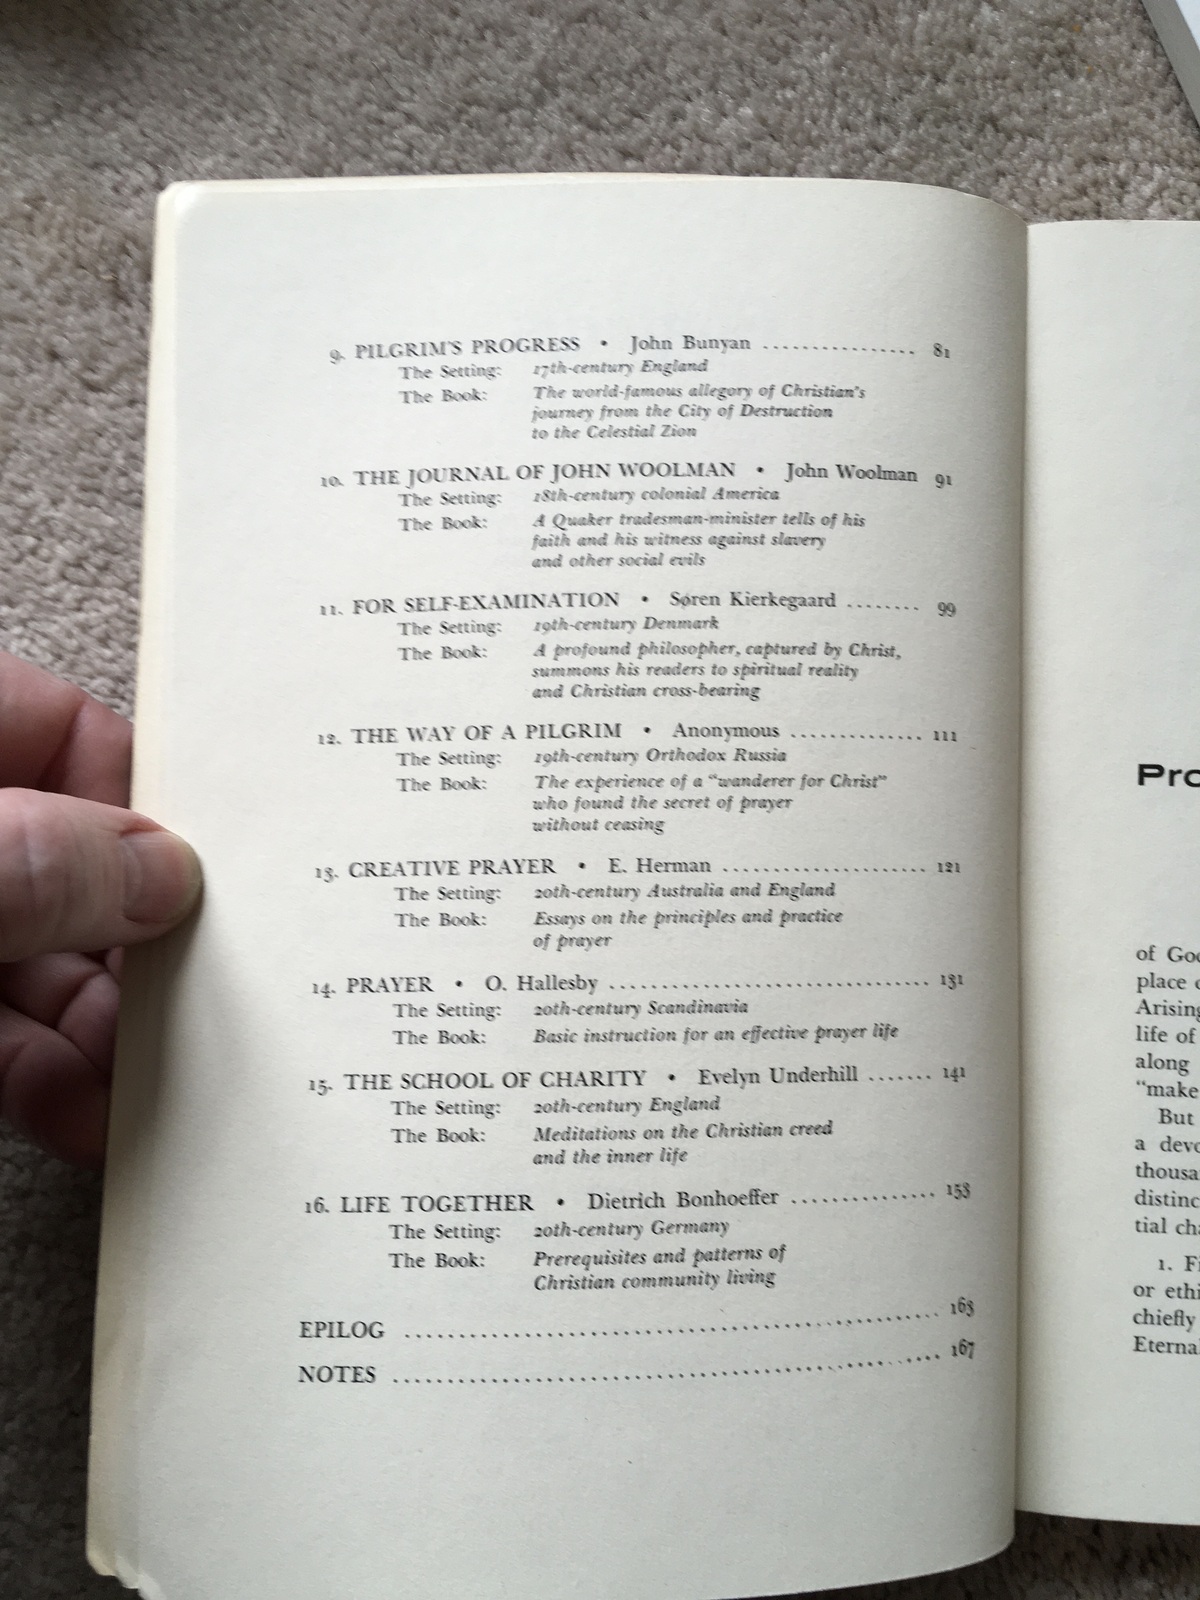 9. PILGRIM'S PROGRESS • John Bunyan ................ 81
The Setting: 17th-century England
The Book: The world-famous allegory of Christian's
journey from the City of Destruction
to the Celestial Zion
10. THE JOURNAL OF JOHN WOOLMAN • John Woolman 91
The Setting: 18th-century colonial America
The Book: A Quaker tradesman-minister tells of his
faith and his witness against slavery
and other social evils
11. FOR SELF-EXAMINATION • Søren Kierkegaard ........ 99
The Setting: 19th-century Denmark
The Book: A profound philosopher, captured by Christ,
summons his readers to spiritual reality
and Christian cross-bearing
12. THE WAY OF A PILGRIM • Anonymous .............. 111
The Setting: 19th-century Orthodox Russia
The Book: The experience of a "wanderer for Christ"
who found the secret of prayer
without ceasing
13. CREATIVE PRAYER • E. Herman ...................... 121
The Setting: 20th-century Australia and England
The Book: Essays on the principles and practice
of prayer
14. PRAYER • O. Hallesby ................................ 131
The Setting: 20th-century Scandinavia
The Book: Basic instruction for an effective prayer life
15. THE SCHOOL OF CHARITY • Evelyn Underhill ....... 141
The Setting: 20th-century England
The Book: Meditations on the Christian creed
and the inner life
16. LIFE TOGETHER • Dietrich Bonhoeffer ................ 153
The Setting: 20th-century Germany
The Book: Prerequisites and patterns of
Christian community living
EPILOG ............................................................ 163
NOTES ............................................................. 167
Pro
of Go
place
Arising
life of
along
"make
But
a devo
thousa
distinc
tial cha
1. Fi
or ethi
chiefly
Eterna